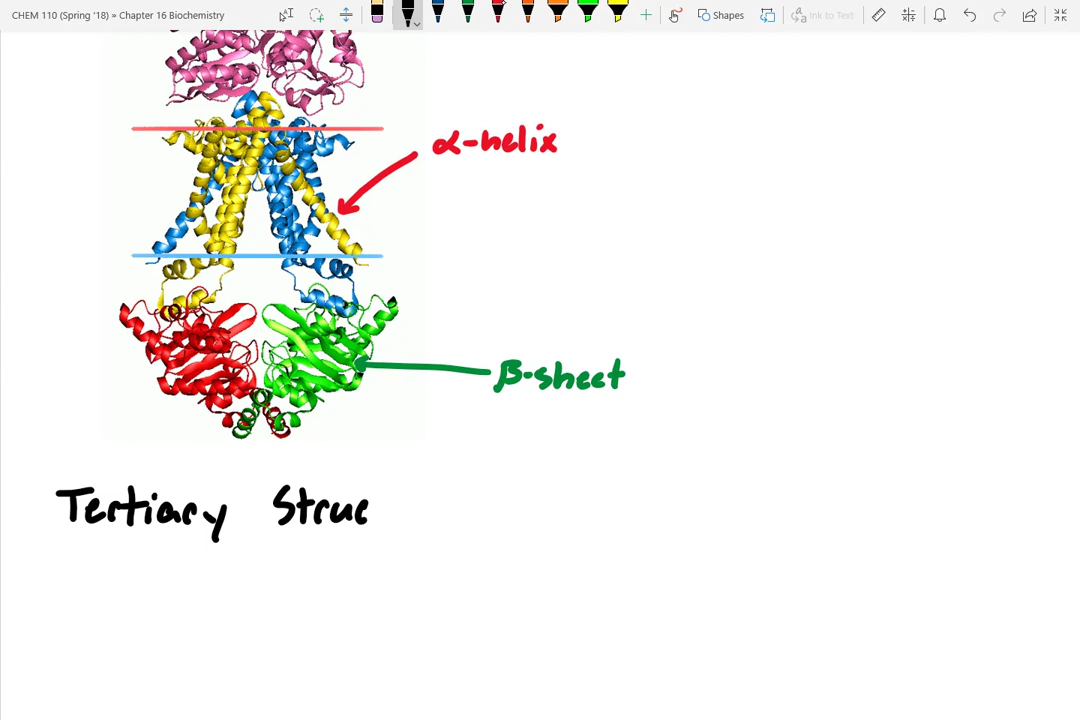 CHEM 110 (Spring '18) » Chapter 16 Biochemistry
Shapes
Ink to Text
α-helix
β-sheet
Tertiary Struc